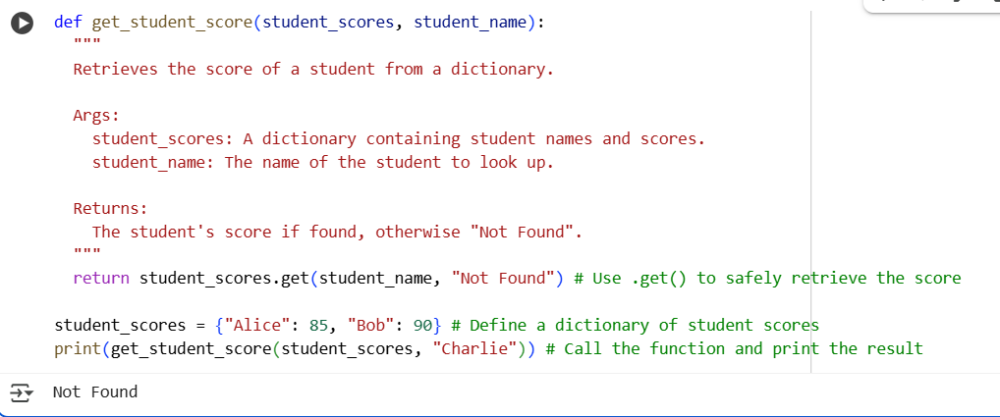 def get_student_score(student_scores, student_name):
"""
Retrieves the score of a student from a dictionary.
Args:
student_scores: A dictionary containing student names and scores.
student_name: The name of the student to look up.
Returns:
The student's score if found, otherwise "Not Found".
"""
return student_scores.get(student_name, "Not Found") # Use .get() to safely retrieve the score
student_scores = {"Alice": 85, "Bob": 90} # Define a dictionary of student scores
print(get_student_score(student_scores, "Charlie")) # Call the function and print the result
Not Found